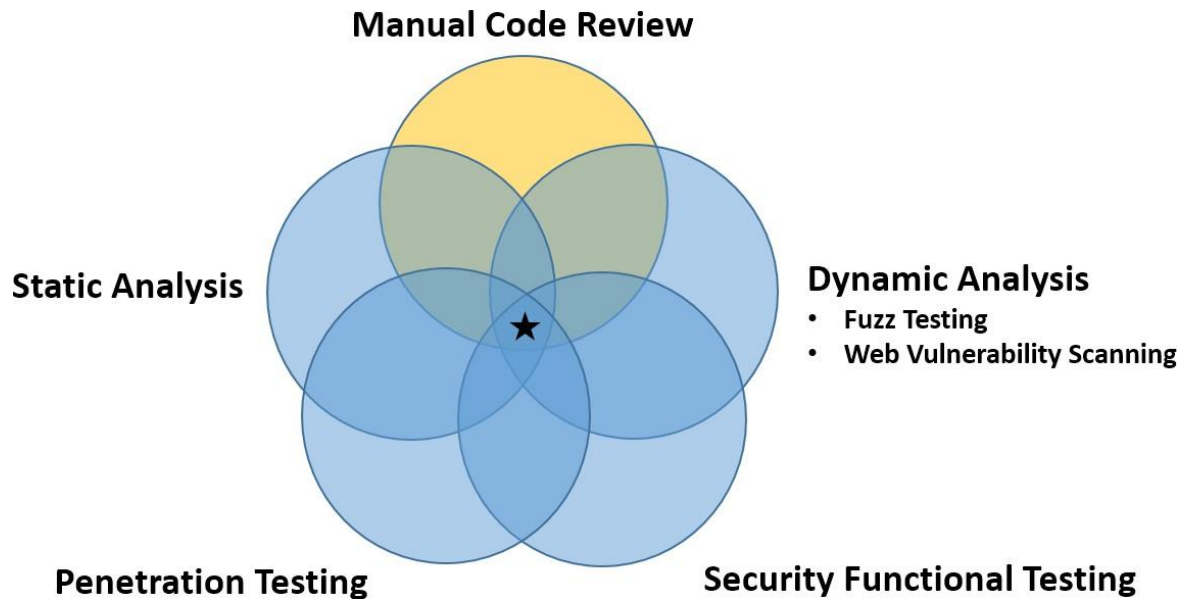 Manual Code Review
Static Analysis
Dynamic Analysis
• Fuzz Testing
• Web Vulnerability Scanning
Penetration Testing
Security Functional Testing